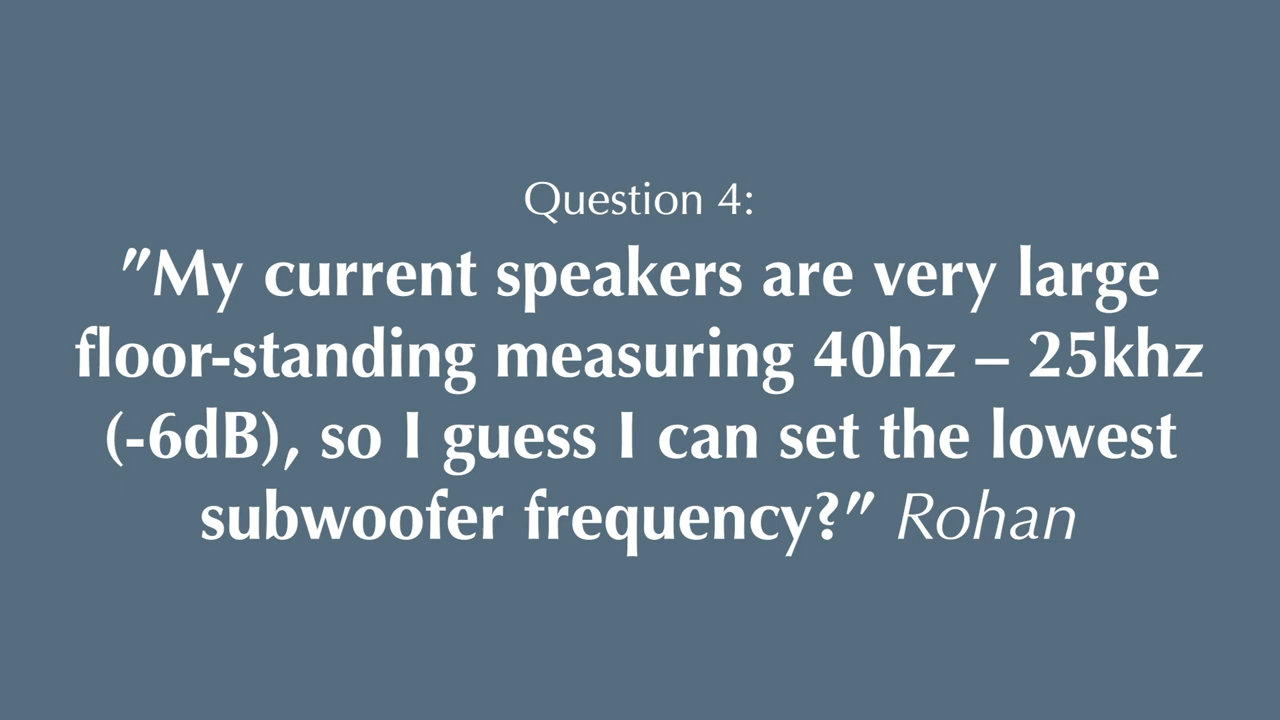 Question 4:
"My current speakers are very large
floor-standing measuring 40hz – 25khz
(-6dB), so I guess I can set the lowest
subwoofer frequency?" Rohan